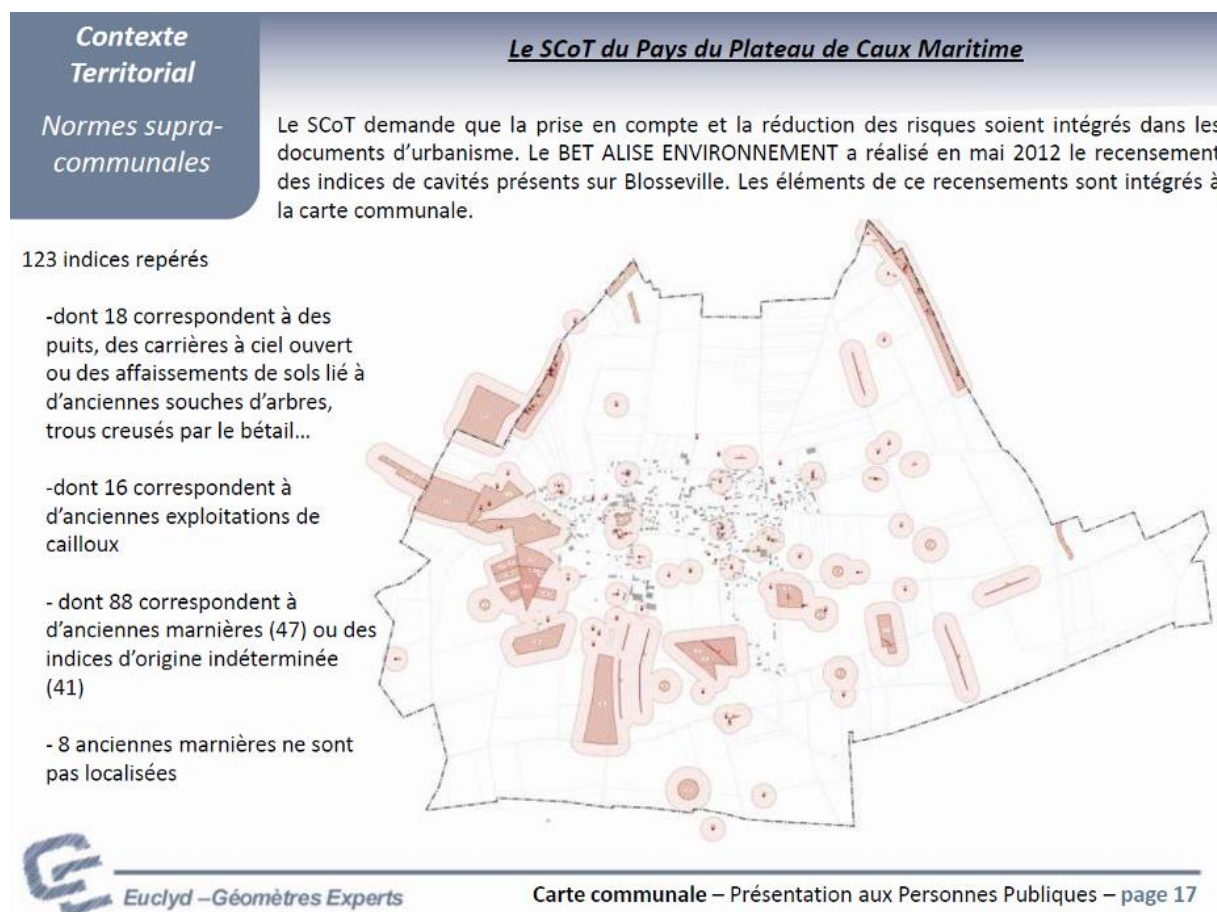 Contexte
Territorial
Normes supra-
communales
Le SCoT du Pays du Plateau de Caux Maritime
Le SCoT demande que la prise en compte et la réduction des risques soient intégrés dans les
documents d’urbanisme. Le BET ALISE ENVIRONNEMENT a réalisé en mai 2012 le recensement
des indices de cavités présents sur Blosseville. Les éléments de ce recensements sont intégrés à
la carte communale.
123 indices repérés
-dont 18 correspondent à des
puits, des carrières à ciel ouvert
ou des affaissements de sols lié à
d’anciennes souches d’arbres,
trous creusés par le bétail…
-dont 16 correspondent à
d’anciennes exploitations de
cailloux
- dont 88 correspondent à
d’anciennes marnières (47) ou des
indices d’origine indéterminée
(41)
- 8 anciennes marnières ne sont
pas localisées
Euclyd –Géomètres Experts
Carte communale – Présentation aux Personnes Publiques – page 17